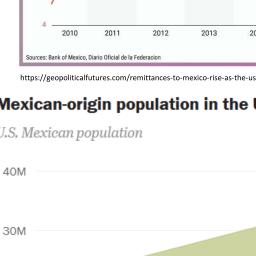 4
2010 2011 2012 2013 20
Sources: Bank of Mexico, Diario Oficial de la Federacion
https://geopoliticalfutures.com/remittances-to-mexico-rise-as-the-us
Mexican-origin population in the U
U.S. Mexican population
40M
30M